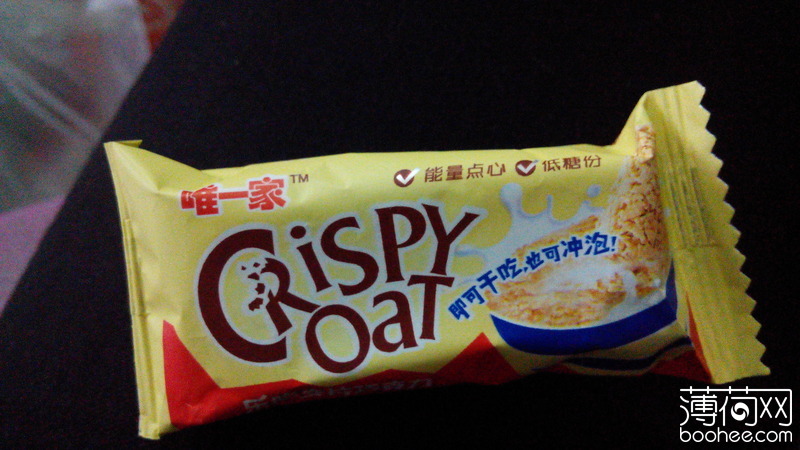 唯一家™
能量点心 低糖份
CRiSPY
OaT
即可干吃,也可冲泡!
薄荷网
boohee.com